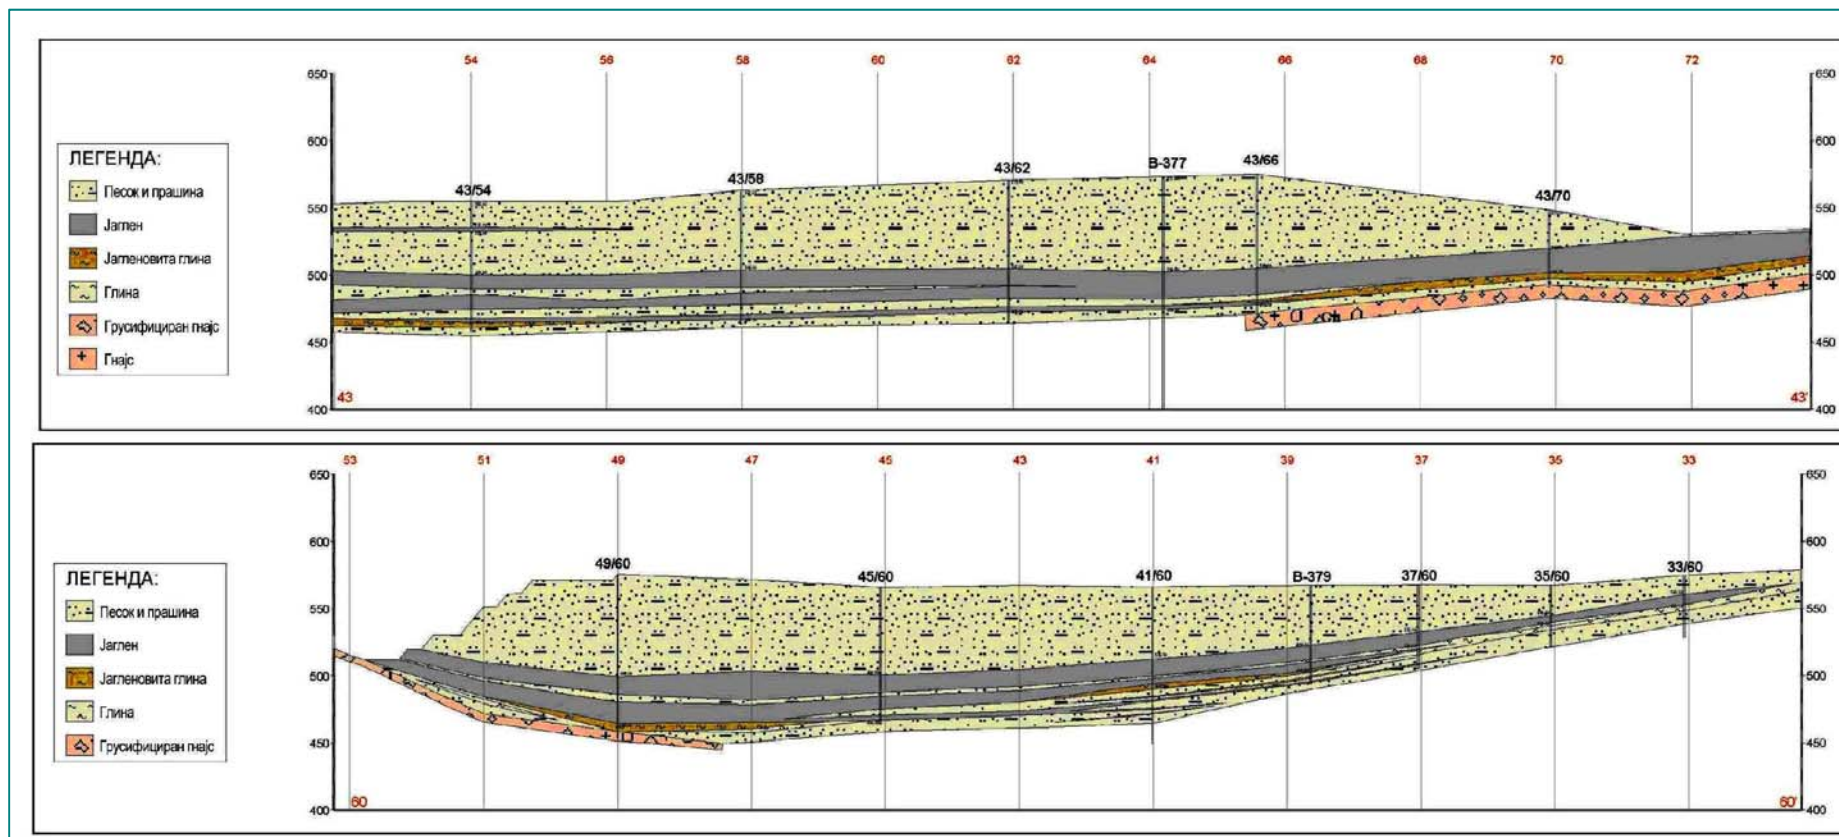 54 56 58 60 62 64 66 68 70 72
650 650
600 600
550 550
500 500
450 450
400 400
43/54 43/58 43/62 B-377 43/66 43/70
ЛЕГЕНДА:
Песок и прашина
Јаглен
Јагленовита глина
Глина
Грусифициран гнајс
Гнајс
43 43'
53 51 49 47 45 43 41 39 37 35 33
650 650
600 600
550 550
500 500
450 450
400 400
49/60 45/60 41/60 B-379 37/60 35/60 33/60
ЛЕГЕНДА:
Песок и прашина
Јаглен
Јагленовита глина
Глина
Грусифициран гнајс
60 60'